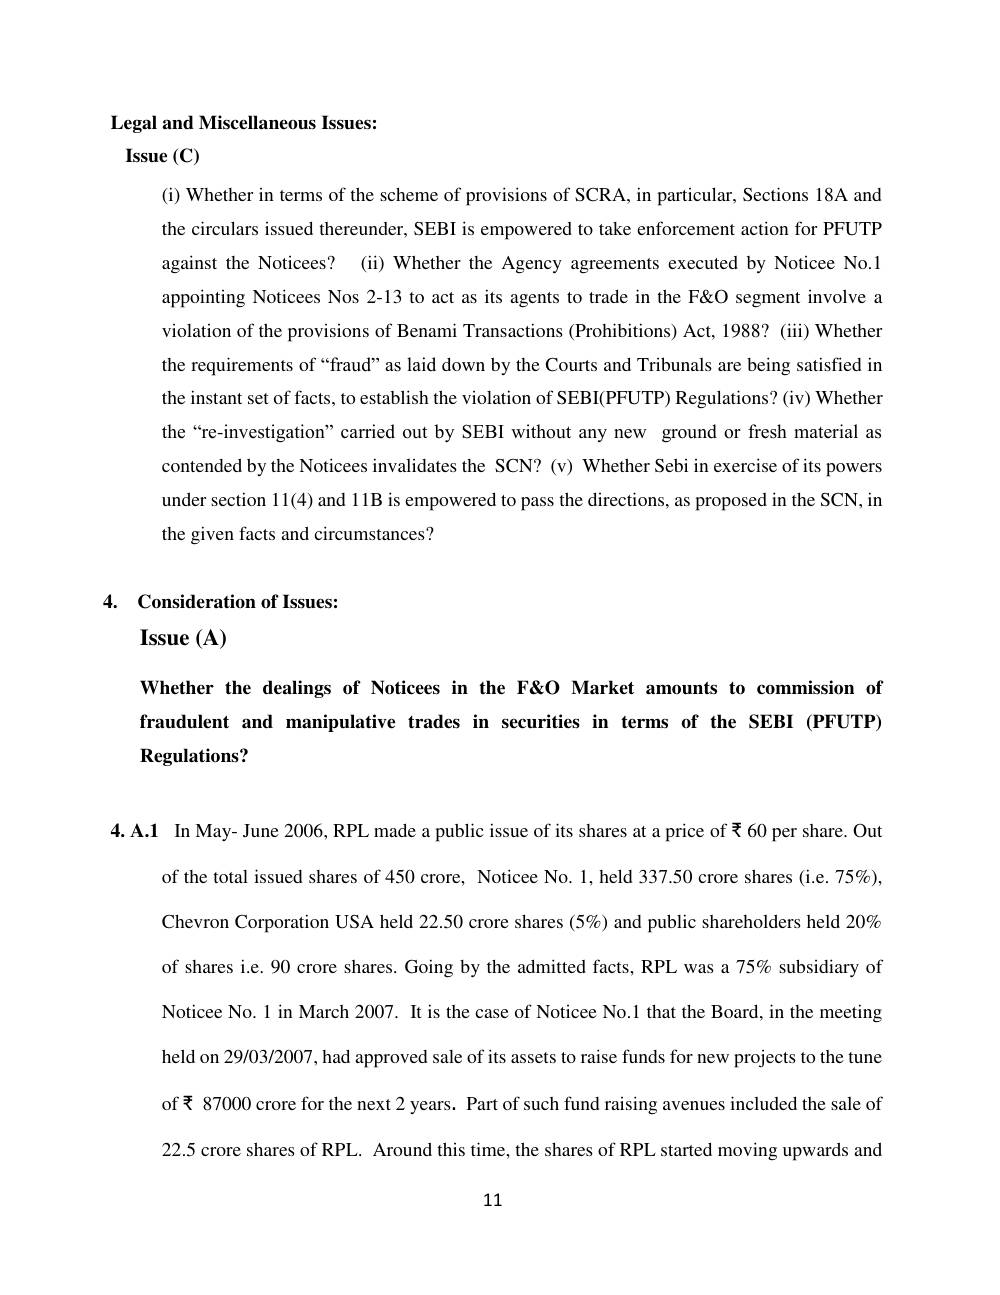 Legal and Miscellaneous Issues:
Issue (C)
(i) Whether in terms of the scheme of provisions of SCRA, in particular, Sections 18A and
the circulars issued thereunder, SEBI is empowered to take enforcement action for PFUTP
against the Noticees?   (ii) Whether the Agency agreements executed by Noticee No.1
appointing Noticees Nos 2-13 to act as its agents to trade in the F&O segment involve a
violation of the provisions of Benami Transactions (Prohibitions) Act, 1988?  (iii) Whether
the requirements of “fraud” as laid down by the Courts and Tribunals are being satisfied in
the instant set of facts, to establish the violation of SEBI(PFUTP) Regulations? (iv) Whether
the “re-investigation” carried out by SEBI without any new  ground or fresh material as
contended by the Noticees invalidates the  SCN?  (v)  Whether Sebi in exercise of its powers
under section 11(4) and 11B is empowered to pass the directions, as proposed in the SCN, in
the given facts and circumstances?
4.   Consideration of Issues:
Issue (A)
Whether the dealings of Noticees in the F&O Market amounts to commission of
fraudulent and manipulative trades in securities in terms of the SEBI (PFUTP)
Regulations?
4. A.1   In May- June 2006, RPL made a public issue of its shares at a price of ₹ 60 per share. Out
of the total issued shares of 450 crore,  Noticee No. 1, held 337.50 crore shares (i.e. 75%),
Chevron Corporation USA held 22.50 crore shares (5%) and public shareholders held 20%
of shares i.e. 90 crore shares. Going by the admitted facts, RPL was a 75% subsidiary of
Noticee No. 1 in March 2007.  It is the case of Noticee No.1 that the Board, in the meeting
held on 29/03/2007, had approved sale of its assets to raise funds for new projects to the tune
of ₹  87000 crore for the next 2 years.  Part of such fund raising avenues included the sale of
22.5 crore shares of RPL.  Around this time, the shares of RPL started moving upwards and
11